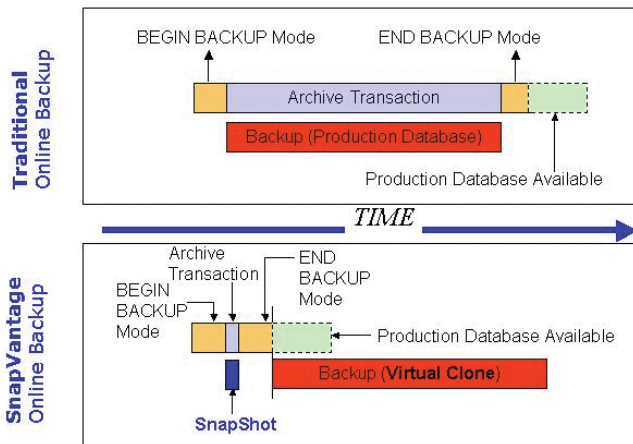 Traditional
Online Backup
BEGIN BACKUP Mode
END BACKUP Mode
Archive Transaction
Backup (Production Database)
Production Database Available
TIME
SnapVantage
Online Backup
Archive
Transaction
END
BACKUP
Mode
BEGIN
BACKUP
Mode
Production Database Available
Backup (Virtual Clone)
SnapShot